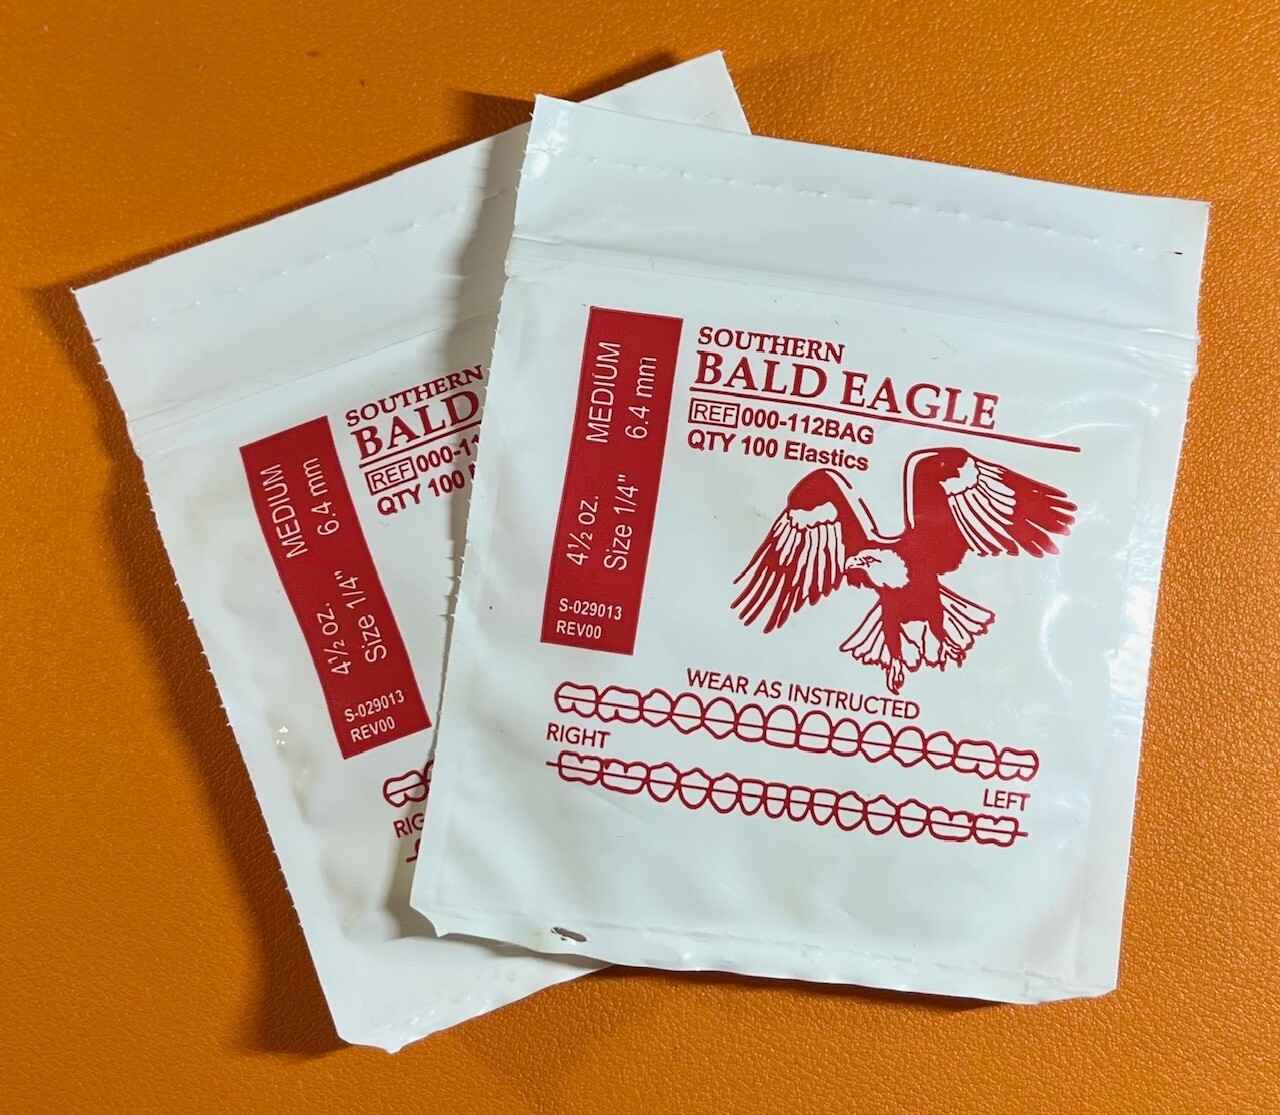 SOUTHERN
BALD
REF 000-11
QTY 100
MEDIUM
6.4 mm
4½ oz.
Size 1/4"
S-029013
REV00
RIG
SOUTHERN
BALD EAGLE
REF 000-112BAG
QTY 100 Elastics
MEDIUM
6.4 mm
4½ oz.
Size 1/4"
S-029013
REV00
WEAR AS INSTRUCTED
RIGHT
LEFT